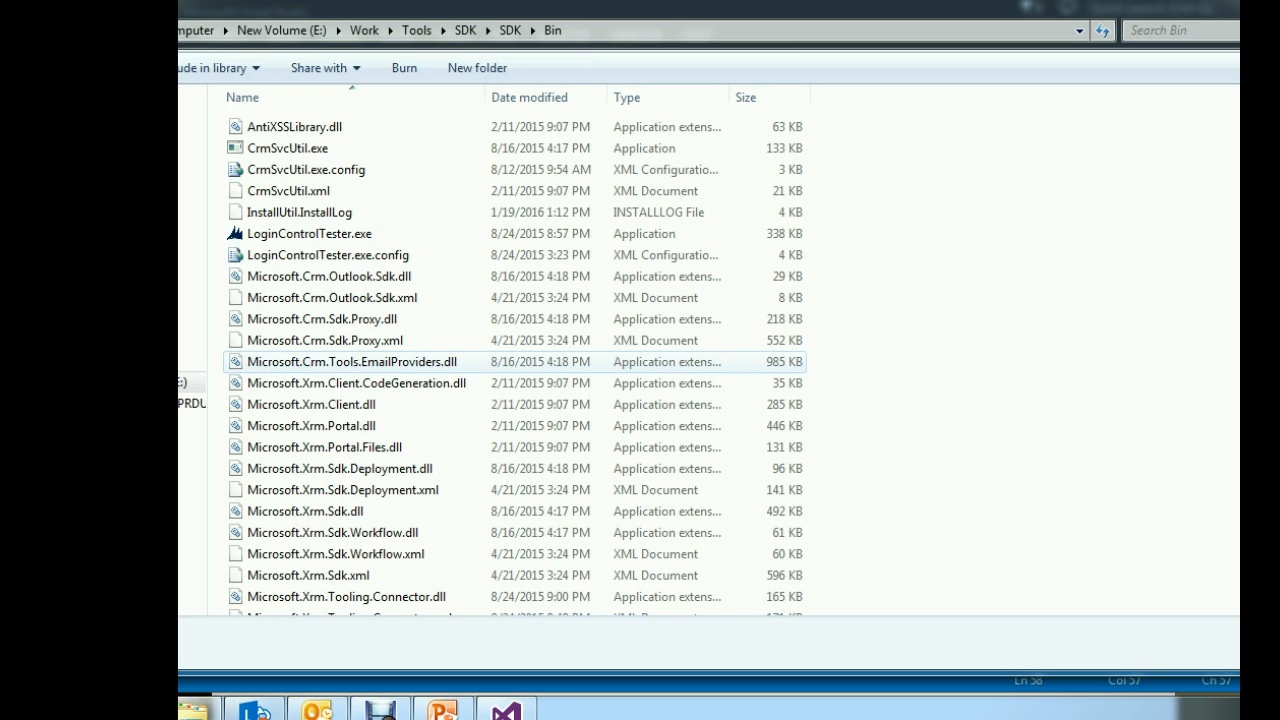 mputer New Volume (E:) Work Tools SDK SDK Bin Search Bin
ude in library Share with Burn New folder
Name Date modified Type Size
AntiXSSLibrary.dll 2/11/2015 9:07 PM Application extens... 63 KB
CrmSvcUtil.exe 8/16/2015 4:17 PM Application 133 KB
CrmSvcUtil.exe.config 8/12/2015 9:54 AM XML Configuratio... 3 KB
CrmSvcUtil.xml 2/11/2015 9:07 PM XML Document 21 KB
InstallUtil.InstallLog 1/19/2016 1:12 PM INSTALLLOG File 4 KB
LoginControlTester.exe 8/24/2015 8:57 PM Application 338 KB
LoginControlTester.exe.config 8/24/2015 3:23 PM XML Configuratio... 4 KB
Microsoft.Crm.Outlook.Sdk.dll 8/16/2015 4:18 PM Application extens... 29 KB
Microsoft.Crm.Outlook.Sdk.xml 4/21/2015 3:24 PM XML Document 8 KB
Microsoft.Crm.Sdk.Proxy.dll 8/16/2015 4:18 PM Application extens... 218 KB
Microsoft.Crm.Sdk.Proxy.xml 4/21/2015 3:24 PM XML Document 552 KB
Microsoft.Crm.Tools.EmailProviders.dll 8/16/2015 4:18 PM Application extens... 985 KB
:) Microsoft.Xrm.Client.CodeGeneration.dll 2/11/2015 9:07 PM Application extens... 35 KB
PRDU Microsoft.Xrm.Client.dll 2/11/2015 9:07 PM Application extens... 285 KB
Microsoft.Xrm.Portal.dll 2/11/2015 9:07 PM Application extens... 446 KB
Microsoft.Xrm.Portal.Files.dll 2/11/2015 9:07 PM Application extens... 131 KB
Microsoft.Xrm.Sdk.Deployment.dll 8/16/2015 4:18 PM Application extens... 96 KB
Microsoft.Xrm.Sdk.Deployment.xml 4/21/2015 3:24 PM XML Document 141 KB
Microsoft.Xrm.Sdk.dll 8/16/2015 4:17 PM Application extens... 492 KB
Microsoft.Xrm.Sdk.Workflow.dll 8/16/2015 4:17 PM Application extens... 61 KB
Microsoft.Xrm.Sdk.Workflow.xml 4/21/2015 3:24 PM XML Document 60 KB
Microsoft.Xrm.Sdk.xml 4/21/2015 3:24 PM XML Document 596 KB
Microsoft.Xrm.Tooling.Connector.dll 8/24/2015 9:00 PM Application extens... 165 KB
Ln 58 Col 57 Ch 57